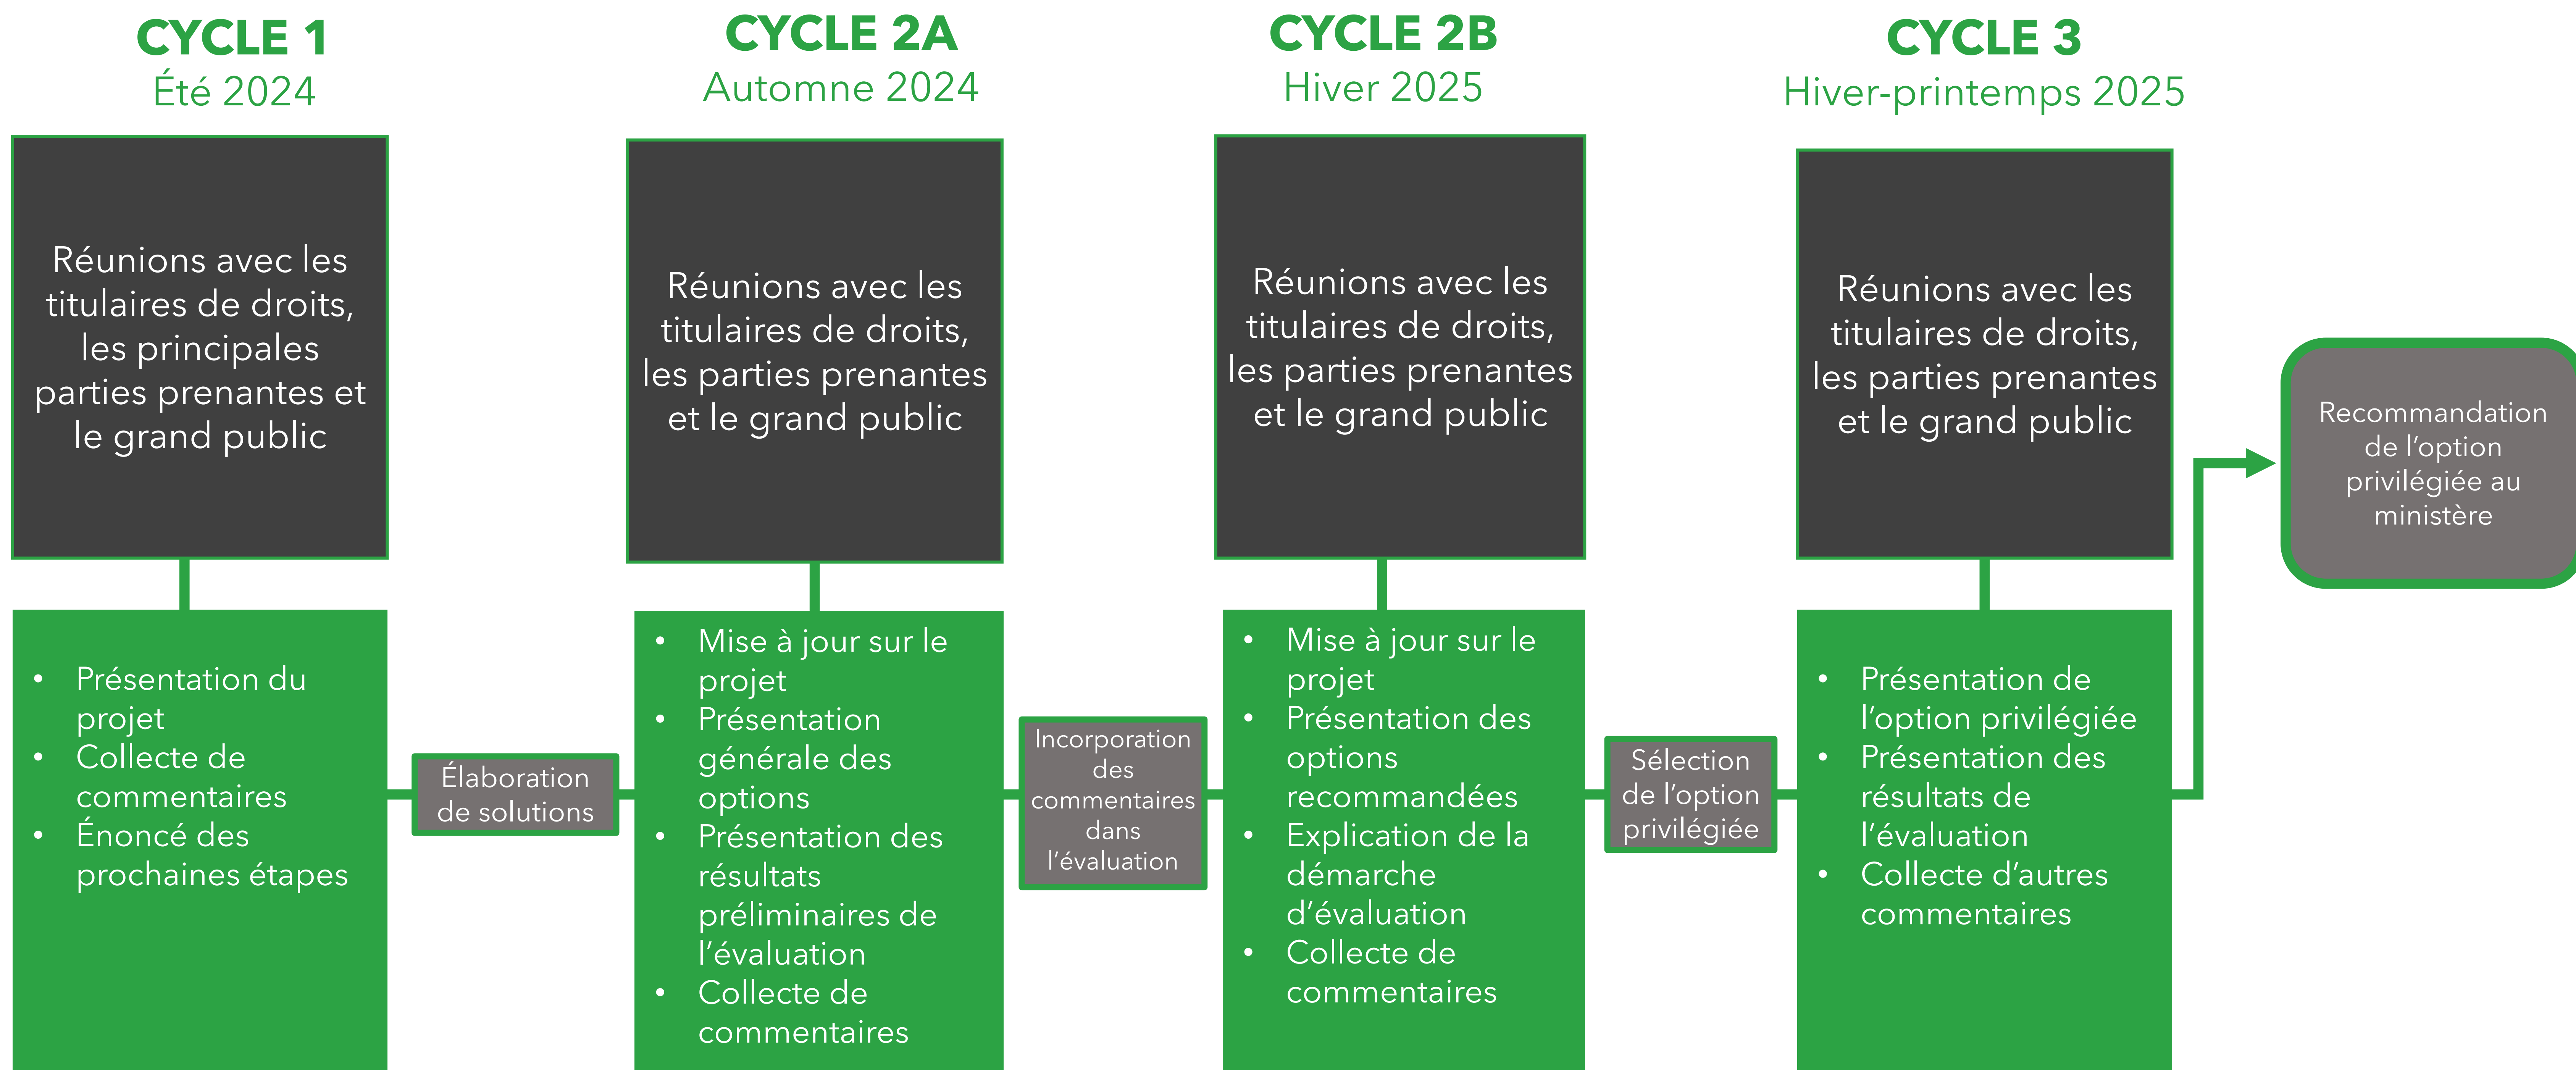 CYCLE 1
Été 2024
Réunions avec les
titulaires de droits,
les principales
parties prenantes et
le grand public
• Présentation du
projet
• Collecte de
commentaires
• Énoncé des
prochaines étapes
Élaboration
de solutions
CYCLE 2A
Automne 2024
Réunions avec les
titulaires de droits,
les parties prenantes
et le grand public
• Mise à jour sur le
projet
• Présentation
générale des
options
• Présentation des
résultats
préliminaires de
l’évaluation
• Collecte de
commentaires
Incorporation
des
commentaires
dans
l’évaluation
CYCLE 2B
Hiver 2025
Réunions avec les
titulaires de droits,
les parties prenantes
et le grand public
• Mise à jour sur le
projet
• Présentation des
options
recommandées
• Explication de la
démarche
d’évaluation
• Collecte de
commentaires
Sélection
de l’option
privilégiée
CYCLE 3
Hiver-printemps 2025
Réunions avec les
titulaires de droits,
les parties prenantes
et le grand public
• Présentation de
l’option privilégiée
• Présentation des
résultats de
l’évaluation
• Collecte d’autres
commentaires
Recommandation
de l’option
privilégiée au
ministère